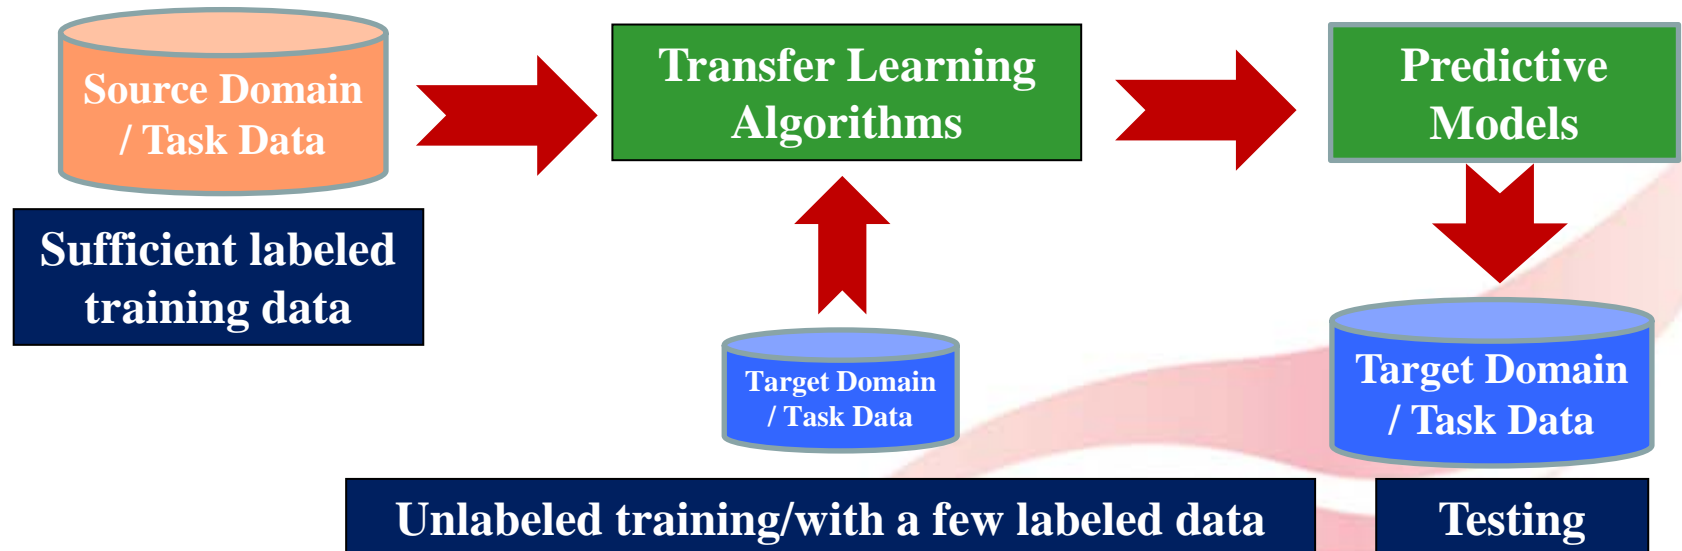 Source Domain
/ Task Data
Transfer Learning
Algorithms
Predictive
Models
Sufficient labeled
training data
Target Domain
/ Task Data
Target Domain
/ Task Data
Unlabeled training/with a few labeled data
Testing